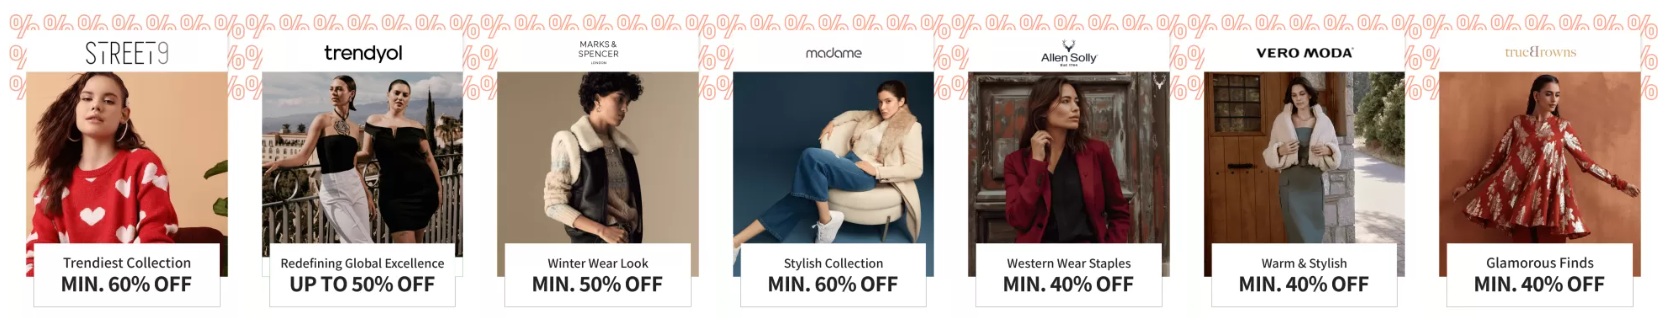 STREET9
Trendiest Collection
MIN. 60% OFF
trendyol
Redefining Global Excellence
UP TO 50% OFF
MARKS &
SPENCER
LONDON
Winter Wear Look
MIN. 50% OFF
madame
Stylish Collection
MIN. 60% OFF
Allen Solly
Western Wear Staples
MIN. 40% OFF
VERO MODA
Warm & Stylish
MIN. 40% OFF
trueBrowns
Glamorous Finds
MIN. 40% OFF